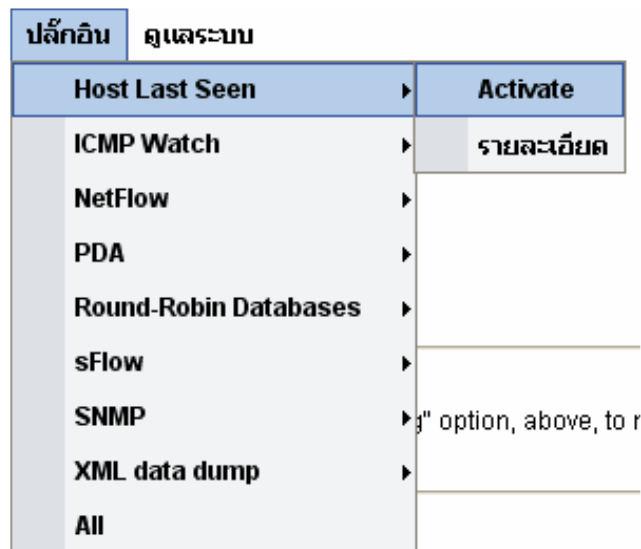 ปลั๊กอิน ดูแลระบบ
Host Last Seen Activate
ICMP Watch รายละเอียด
NetFlow
PDA
Round-Robin Databases
sFlow
SNMP
" option, above, to
XML data dump
All